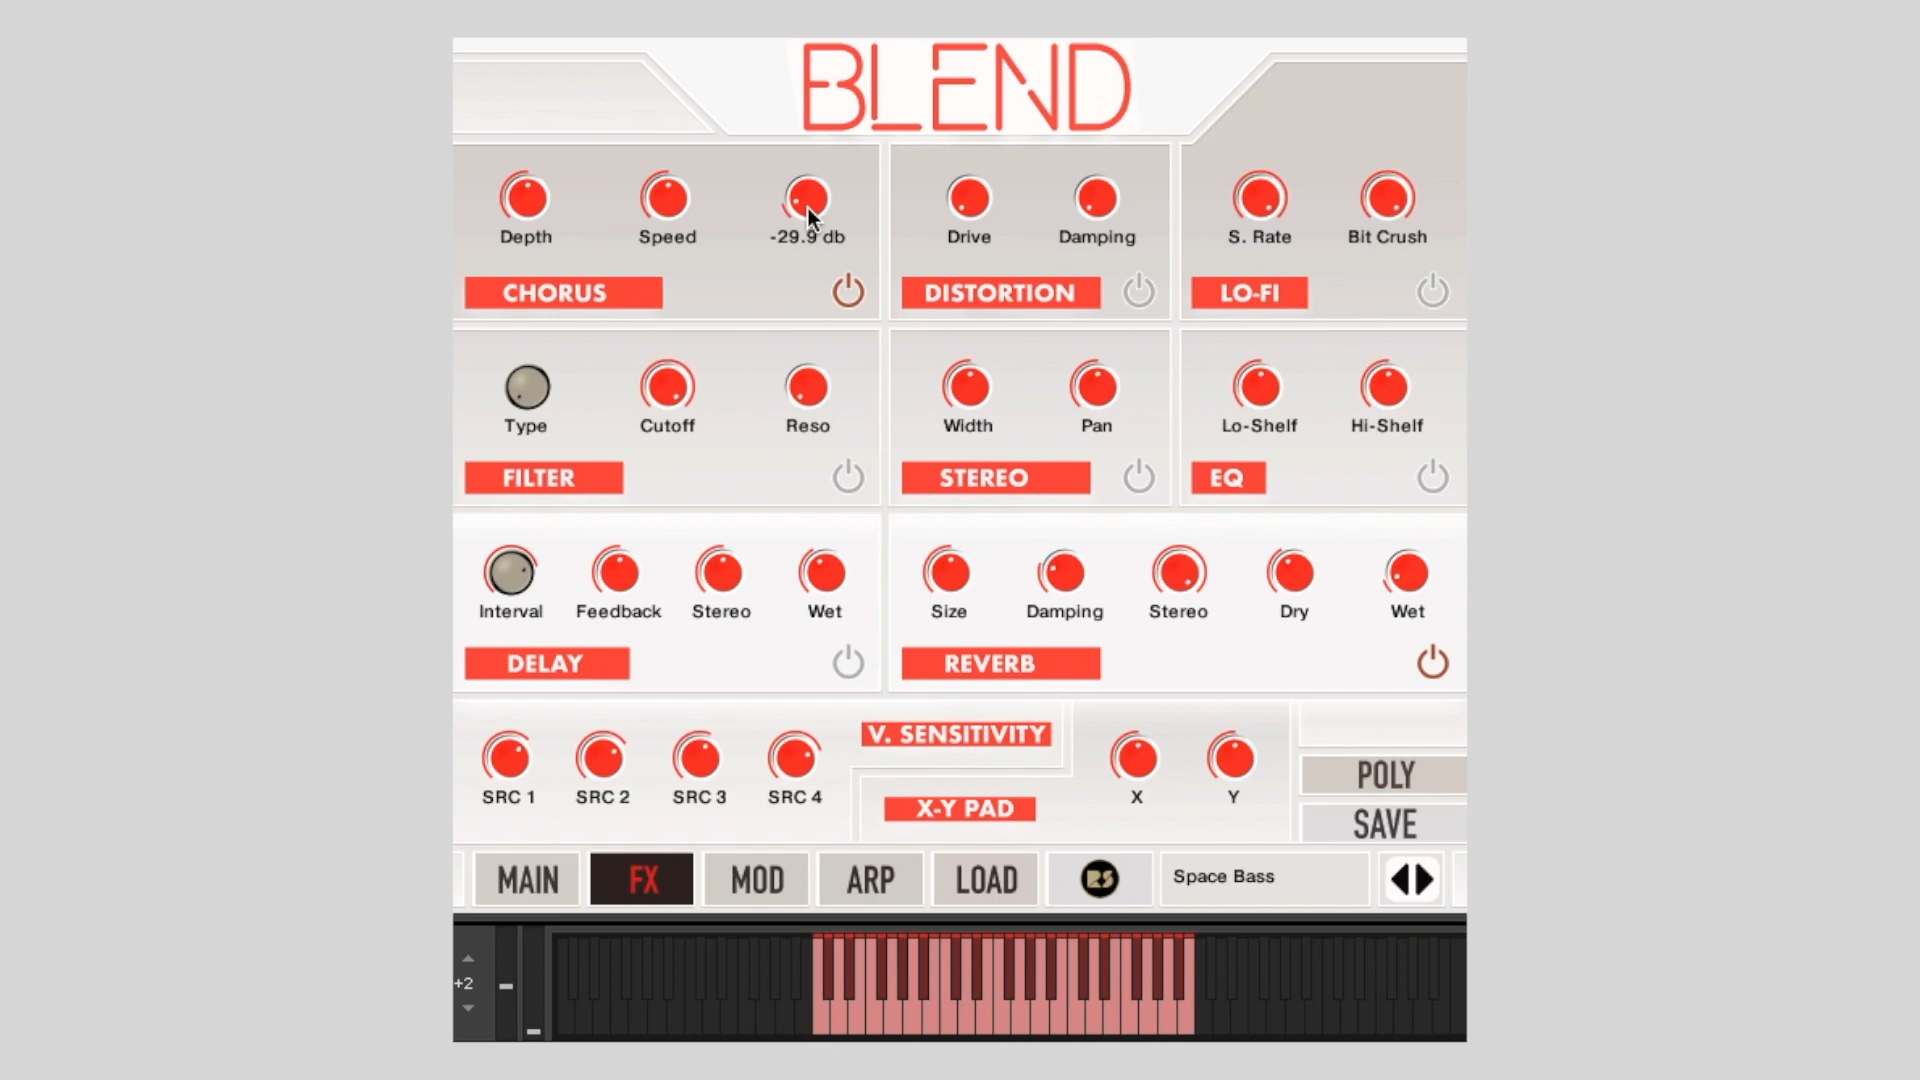 BLEND
Depth Speed -29.9 db
CHORUS
Drive Damping
DISTORTION
S. Rate Bit Crush
LO-FI
Type Cutoff Reso
FILTER
Width Pan
STEREO
Lo-Shelf Hi-Shelf
EQ
Interval Feedback Stereo Wet
DELAY
Size Damping Stereo Dry Wet
REVERB
SRC 1 SRC 2 SRC 3 SRC 4
V. SENSITIVITY
X-Y PAD
X Y
POLY
SAVE
MAIN FX MOD ARP LOAD BS Space Bass
+2